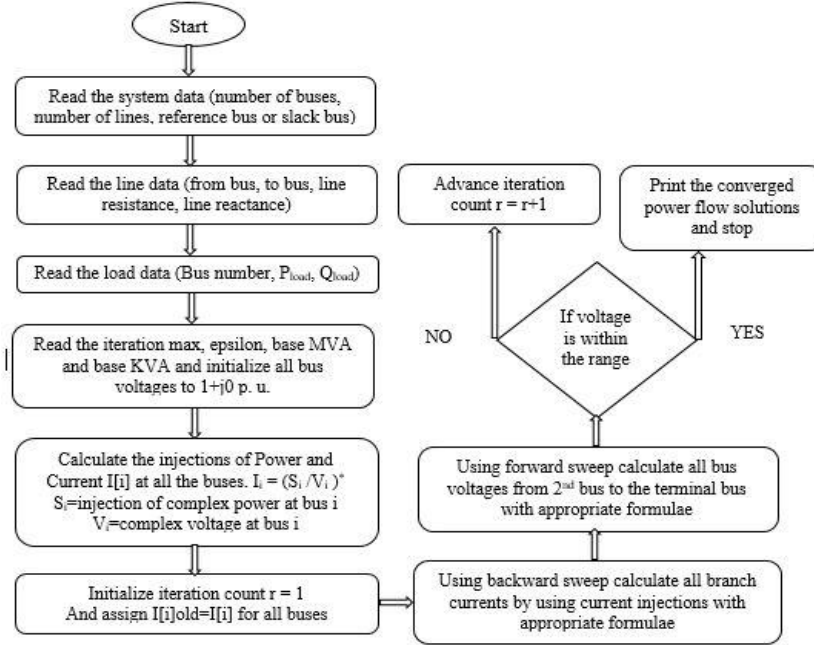 Start
Read the system data (number of buses,
number of lines, reference bus or slack bus)
Read the line data (from bus, to bus, line
resistance, line reactance)
Read the load data (Bus number, Pload, Qload)
Read the iteration max, epsilon, base MVA
and base KVA and initialize all bus
voltages to 1+j0 p. u.
Calculate the injections of Power and
Current I[i] at all the buses. Iᵢ = (Sᵢ /Vᵢ )*
Sᵢ=injection of complex power at bus i
Vᵢ=complex voltage at bus i
Initialize iteration count r = 1
And assign I[i]old=I[i] for all buses
Using backward sweep calculate all branch
currents by using current injections with
appropriate formulae
Using forward sweep calculate all bus
voltages from 2nd bus to the terminal bus
with appropriate formulae
If voltage
is within
the range
NO
YES
Advance iteration
count r = r+1
Print the converged
power flow solutions
and stop